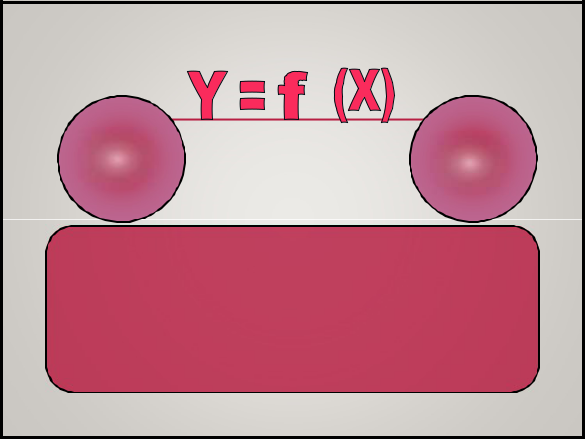 Y = f (X)